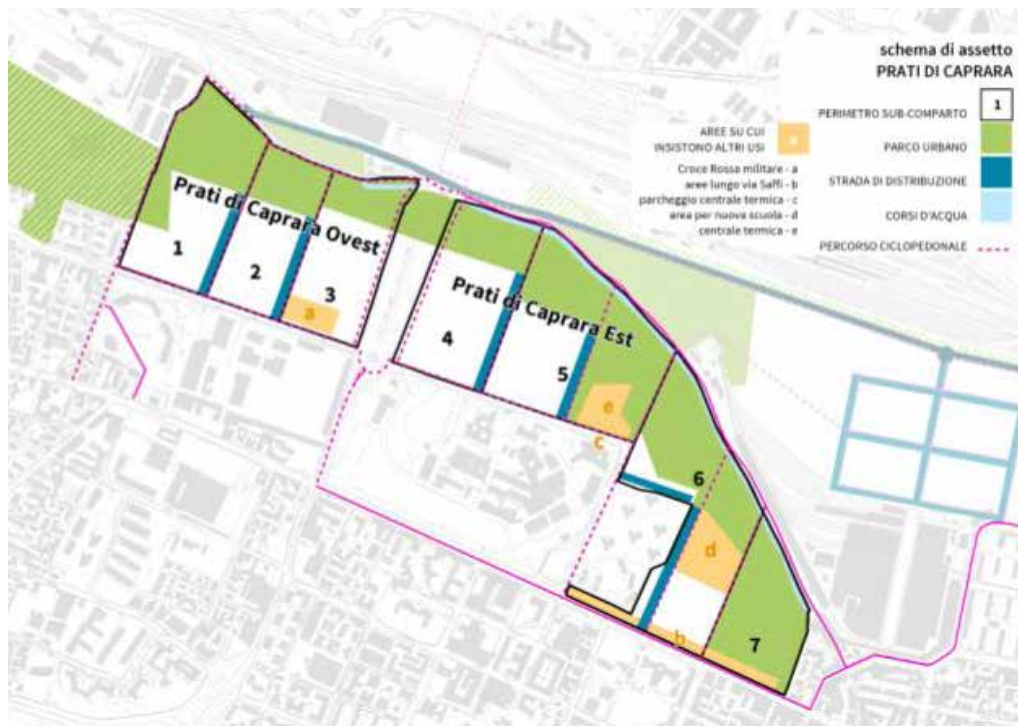 schema di assetto
PRATI DI CAPRARA
1
PERIMETRO SUB-COMPARTO
AREE SU CUI
INSISTONO ALTRI USI
a
PARCO URBANO
Croce Rossa militare - a
aree lungo via Saffi - b
parcheggio centrale termica - c
area per nuova scuola - d
centrale termica - e
STRADA DI DISTRIBUZIONE
CORSI D'ACQUA
PERCORSO CICLOPEDONALE
Prati di Caprara Ovest
1
2
3
a
Prati di Caprara Est
4
5
e
c
6
d
b
7